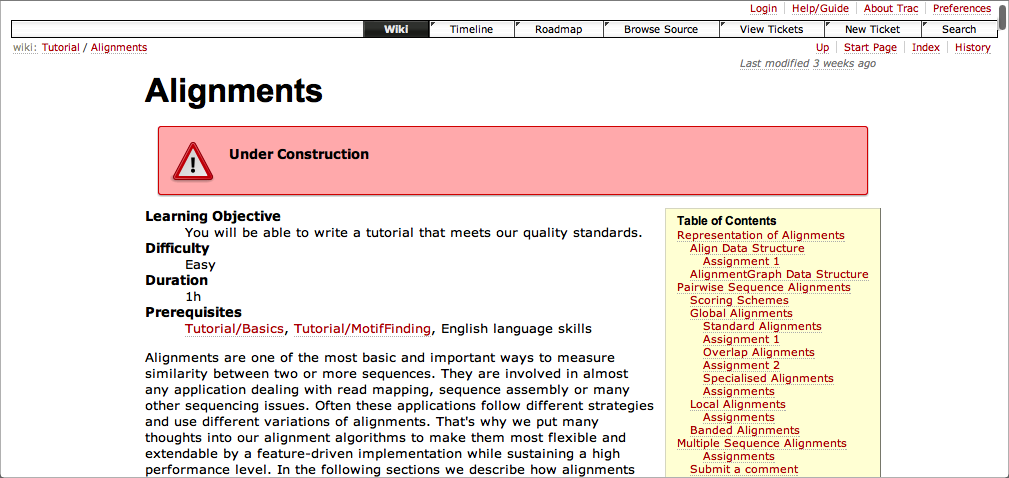 Login Help/Guide About Trac Preferences
Wiki Timeline Roadmap Browse Source View Tickets New Ticket Search
wiki: Tutorial / Alignments Up Start Page Index History
Last modified 3 weeks ago
Alignments
Under Construction
Learning Objective
You will be able to write a tutorial that meets our quality standards.
Difficulty
Easy
Duration
1h
Prerequisites
Tutorial/Basics, Tutorial/MotifFinding, English language skills
Alignments are one of the most basic and important ways to measure
similarity between two or more sequences. They are involved in almost
any application dealing with read mapping, sequence assembly or many
other sequencing issues. Often these applications follow different strategies
and use different variations of alignments. That's why we put many
thoughts into our alignment algorithms to make them most flexible and
extendable by a feature-driven implementation while sustaining a high
performance level. In the following sections we describe how alignments
Table of Contents
Representation of Alignments
Align Data Structure
Assignment 1
AlignmentGraph Data Structure
Pairwise Sequence Alignments
Scoring Schemes
Global Alignments
Standard Alignments
Assignment 1
Overlap Alignments
Assignment 2
Specialised Alignments
Assignments
Local Alignments
Assignments
Banded Alignments
Multiple Sequence Alignments
Assignments
Submit a comment